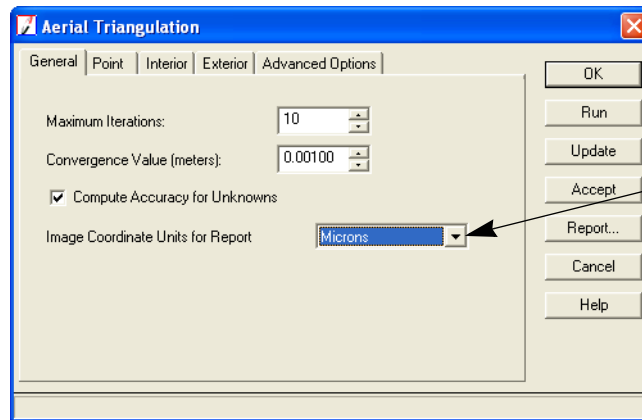 Aerial Triangulation
General Point Interior Exterior Advanced Options
Maximum Iterations: 10
Convergence Value (meters): 0.00100
Compute Accuracy for Unknowns
Image Coordinate Units for Report Microns
OK
Run
Update
Accept
Report...
Cancel
Help